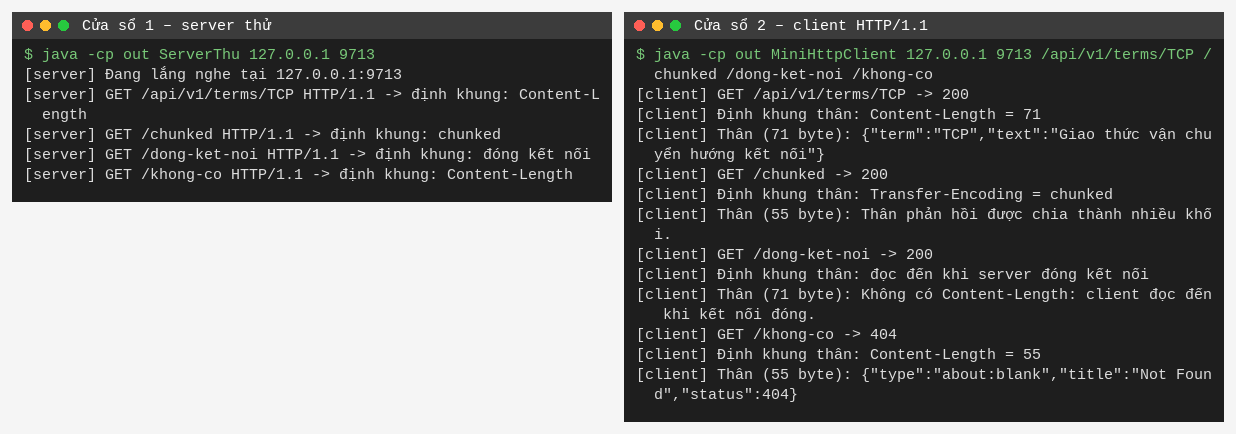 Cửa sổ 1 – server thử
$ java -cp out ServerThu 127.0.0.1 9713
[server] Đang lắng nghe tại 127.0.0.1:9713
[server] GET /api/v1/terms/TCP HTTP/1.1 -> định khung: Content-L
ength
[server] GET /chunked HTTP/1.1 -> định khung: chunked
[server] GET /dong-ket-noi HTTP/1.1 -> định khung: đóng kết nối
[server] GET /khong-co HTTP/1.1 -> định khung: Content-Length
Cửa sổ 2 – client HTTP/1.1
$ java -cp out MiniHttpClient 127.0.0.1 9713 /api/v1/terms/TCP /
chunked /dong-ket-noi /khong-co
[client] GET /api/v1/terms/TCP -> 200
[client] Định khung thân: Content-Length = 71
[client] Thân (71 byte): {"term":"TCP","text":"Giao thức vận chu
yển hướng kết nối"}
[client] GET /chunked -> 200
[client] Định khung thân: Transfer-Encoding = chunked
[client] Thân (55 byte): Thân phản hồi được chia thành nhiều khố
i.
[client] GET /dong-ket-noi -> 200
[client] Định khung thân: đọc đến khi server đóng kết nối
[client] Thân (71 byte): Không có Content-Length: client đọc đến
khi kết nối đóng.
[client] GET /khong-co -> 404
[client] Định khung thân: Content-Length = 55
[client] Thân (55 byte): {"type":"about:blank","title":"Not Foun
d","status":404}